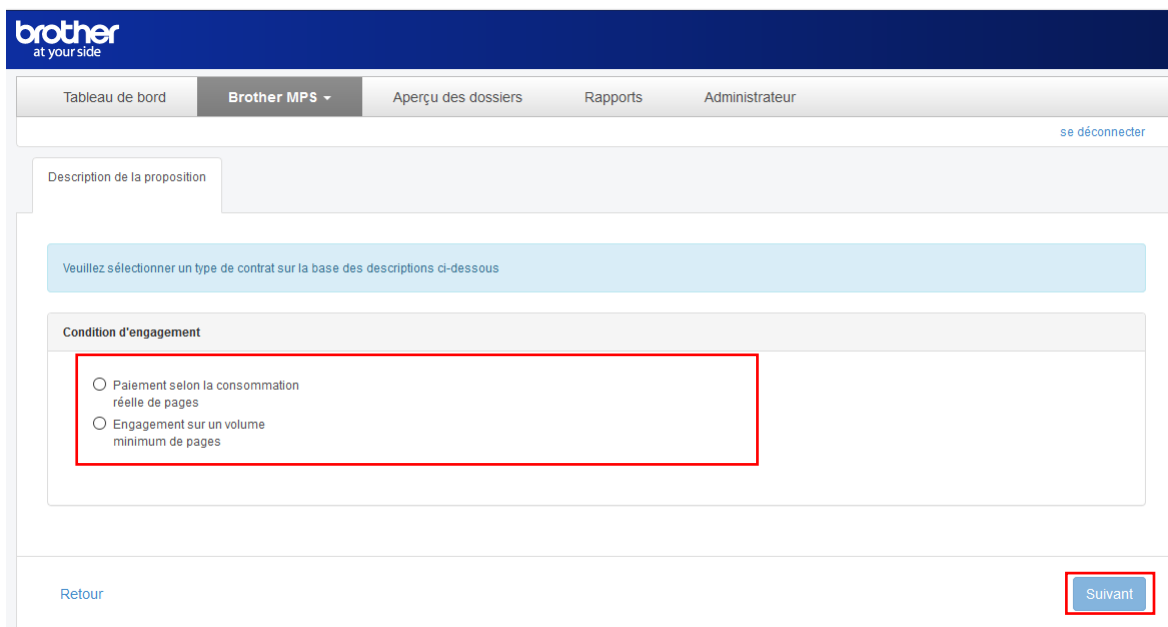 brother
at your side
Tableau de bord Brother MPS Aperçu des dossiers Rapports Administrateur
se déconnecter
Description de la proposition
Veuillez sélectionner un type de contrat sur la base des descriptions ci-dessous
Condition d'engagement
Paiement selon la consommation
réelle de pages
Engagement sur un volume
minimum de pages
Retour Suivant